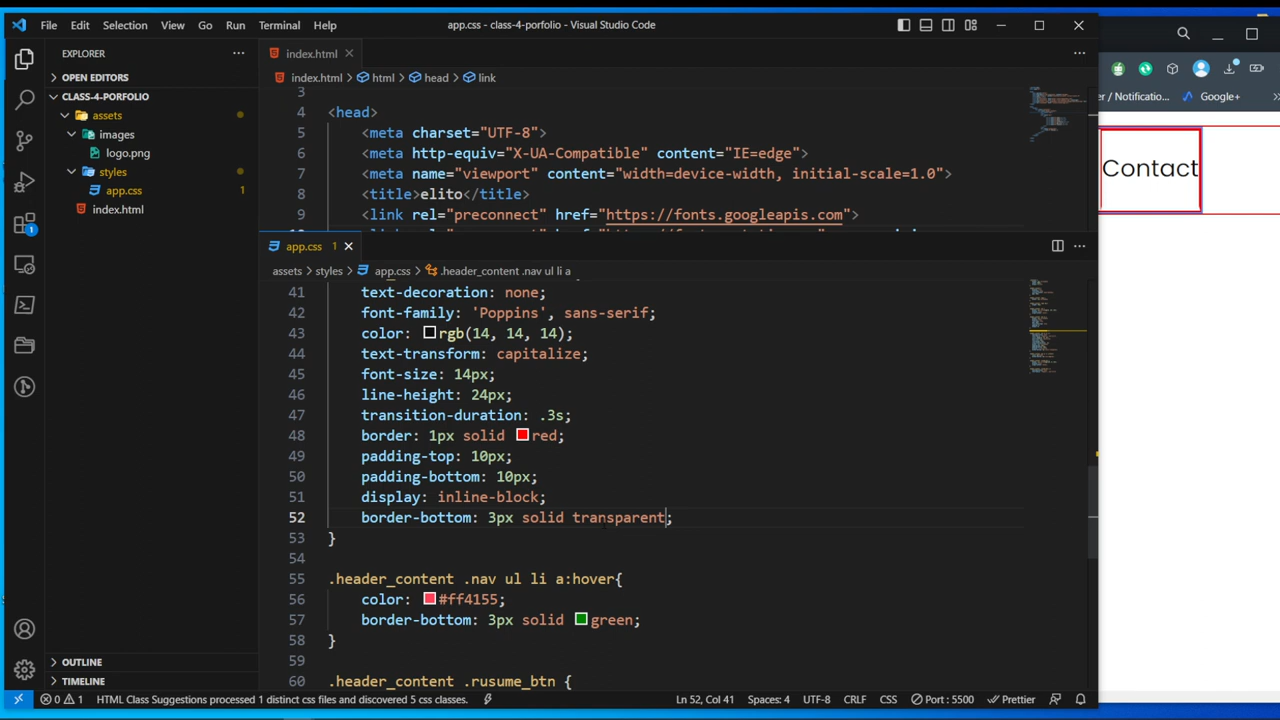 File Edit Selection View Go Run Terminal Help
app.css - class-4-porfolio - Visual Studio Code
EXPLORER
OPEN EDITORS
CLASS-4-PORFOLIO
assets
images
logo.png
styles
app.css 1
index.html
OUTLINE
TIMELINE
1
index.html
index.html > html > head > link
3
4 <head>
5 <meta charset="UTF-8">
6 <meta http-equiv="X-UA-Compatible" content="IE=edge">
7 <meta name="viewport" content="width=device-width, initial-scale=1.0">
8 <title>elito</title>
9 <link rel="preconnect" href="https://fonts.googleapis.com">
app.css 1
assets > styles > app.css > .header_content .nav ul li a
41 text-decoration: none;
42 font-family: 'Poppins', sans-serif;
43 color: rgb(14, 14, 14);
44 text-transform: capitalize;
45 font-size: 14px;
46 line-height: 24px;
47 transition-duration: .3s;
48 border: 1px solid red;
49 padding-top: 10px;
50 padding-bottom: 10px;
51 display: inline-block;
52 border-bottom: 3px solid transparent;
53 }
54
55 .header_content .nav ul li a:hover{
56 color: #ff4155;
57 border-bottom: 3px solid green;
58 }
59
60 .header_content .rusume_btn {
0 1 HTML Class Suggestions processed 1 distinct css files and discovered 5 css classes.
Ln 52, Col 41 Spaces: 4 UTF-8 CRLF CSS Port : 5500 Prettier
/ Notificatio... Google+ »
Contact